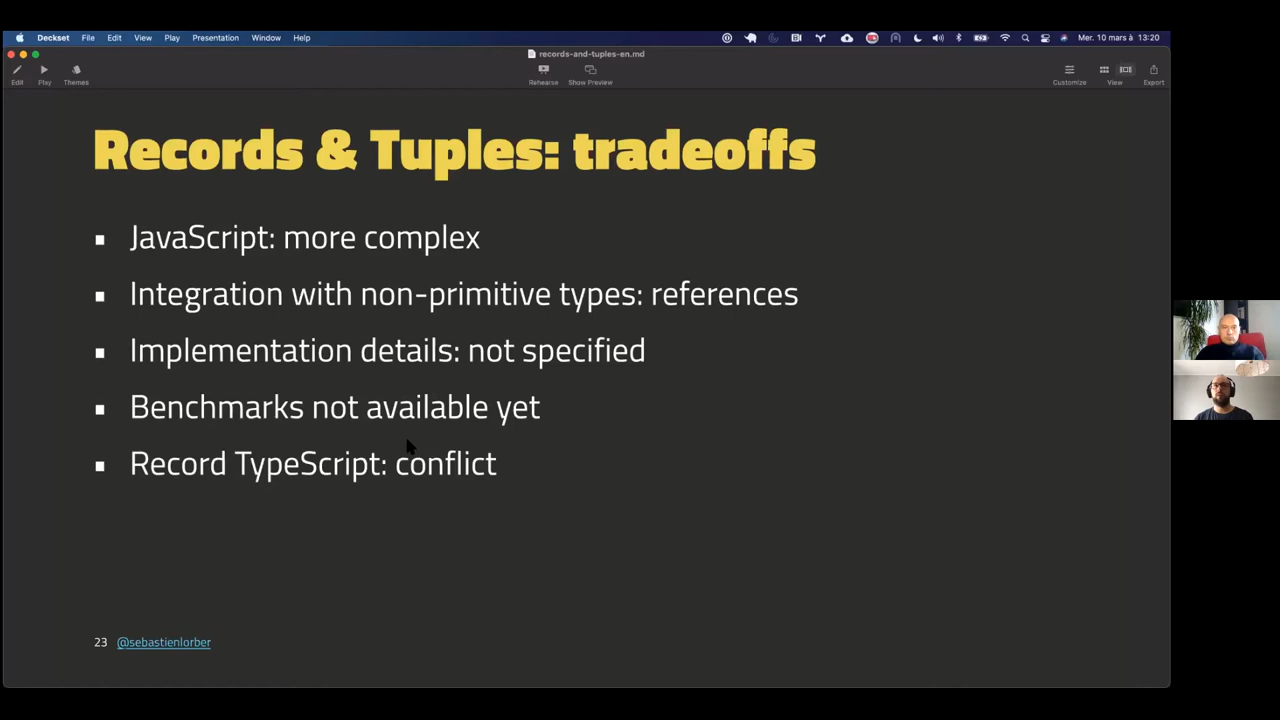 Deckset File Edit View Play Presentation Window Help Mer. 10 mars à 13:20
records-and-tuples-en.md
Edit Play Themes Rehearse Show Preview Customize View Export
Records & Tuples: tradeoffs
JavaScript: more complex
Integration with non-primitive types: references
Implementation details: not specified
Benchmarks not available yet
Record TypeScript: conflict
23 @sebastienlorber